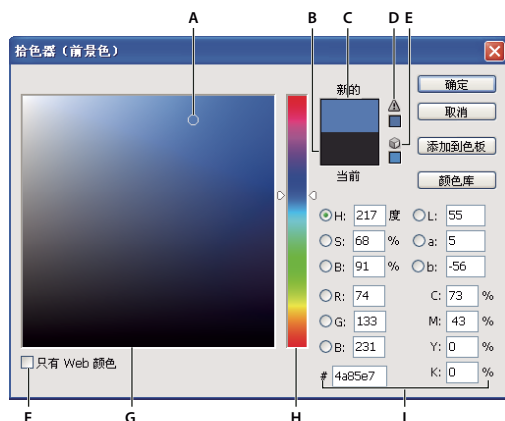 A
B
C
D
E
拾色器（前景色）
新的
当前
确定
取消
添加到色板
颜色库
H: 217 度
L: 55
S: 68 %
a: 5
B: 91 %
b: -56
R: 74
C: 73 %
G: 133
M: 43 %
B: 231
Y: 0 %
# 4a85e7
K: 0 %
只有 Web 颜色
F
G
H
I